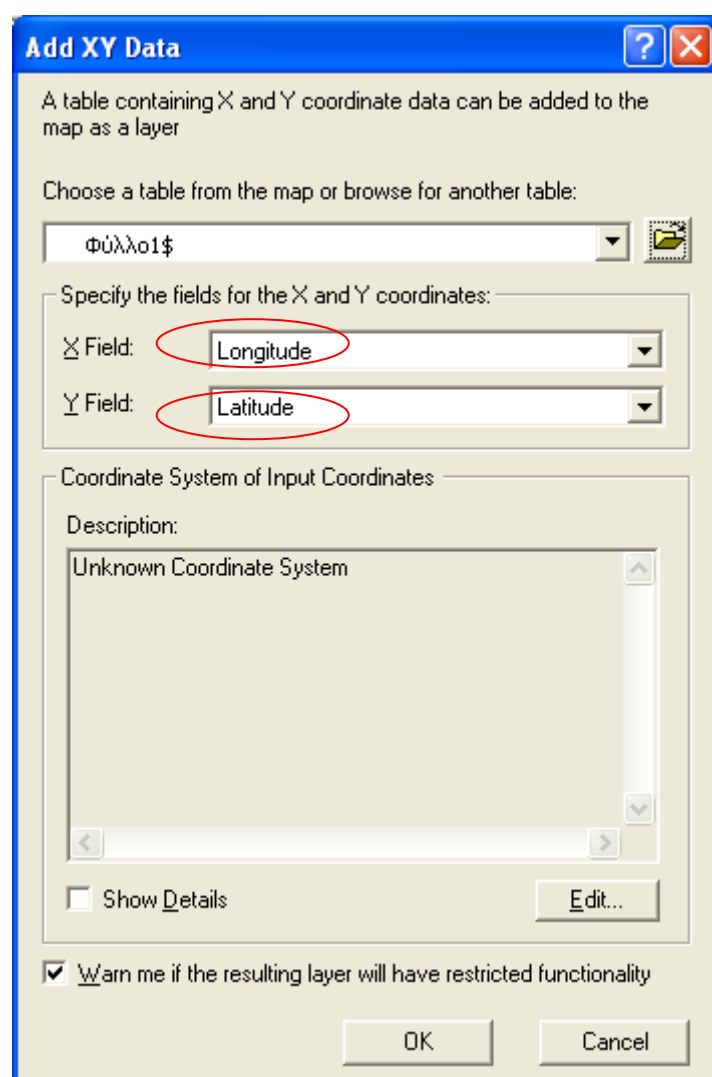 Add XY Data
A table containing X and Y coordinate data can be added to the
map as a layer
Choose a table from the map or browse for another table:
Φύλλο1$
Specify the fields for the X and Y coordinates:
X Field: Longitude
Y Field: Latitude
Coordinate System of Input Coordinates
Description:
Unknown Coordinate System
Show Details Edit...
Warn me if the resulting layer will have restricted functionality
OK Cancel